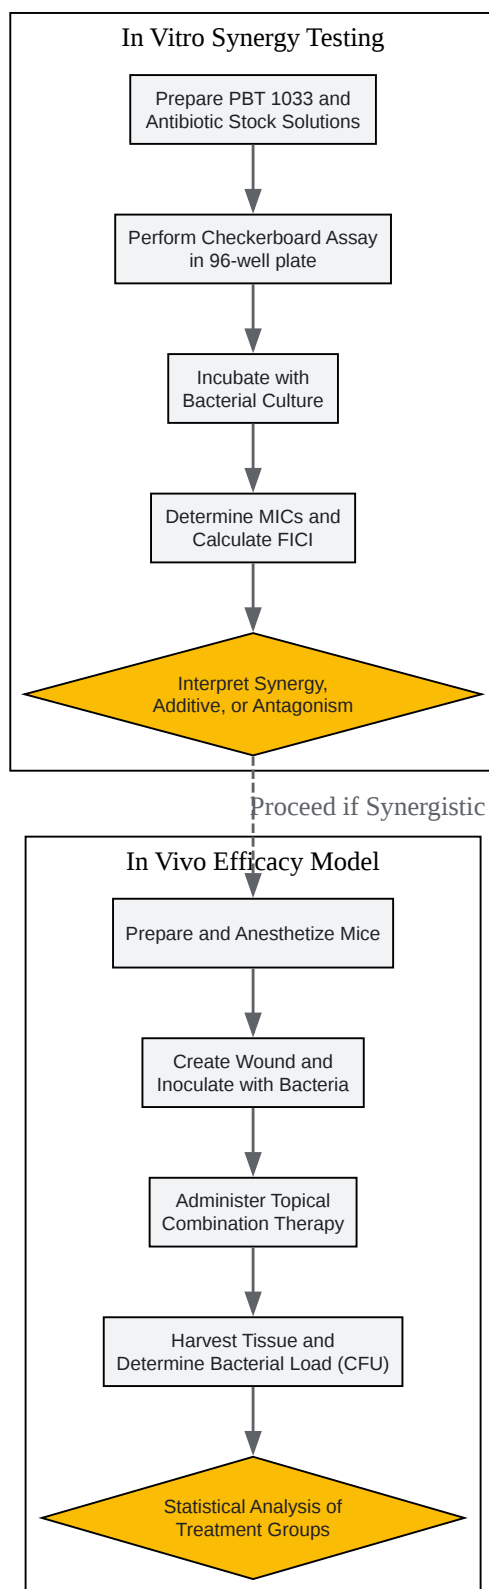 In Vitro Synergy Testing
Prepare PBT 1033 and
Antibiotic Stock Solutions
Perform Checkerboard Assay
in 96-well plate
Incubate with
Bacterial Culture
Determine MICs and
Calculate FICI
Interpret Synergy,
Additive, or Antagonism
Proceed if Synergistic
In Vivo Efficacy Model
Prepare and Anesthetize Mice
Create Wound and
Inoculate with Bacteria
Administer Topical
Combination Therapy
Harvest Tissue and
Determine Bacterial Load (CFU)
Statistical Analysis of
Treatment Groups